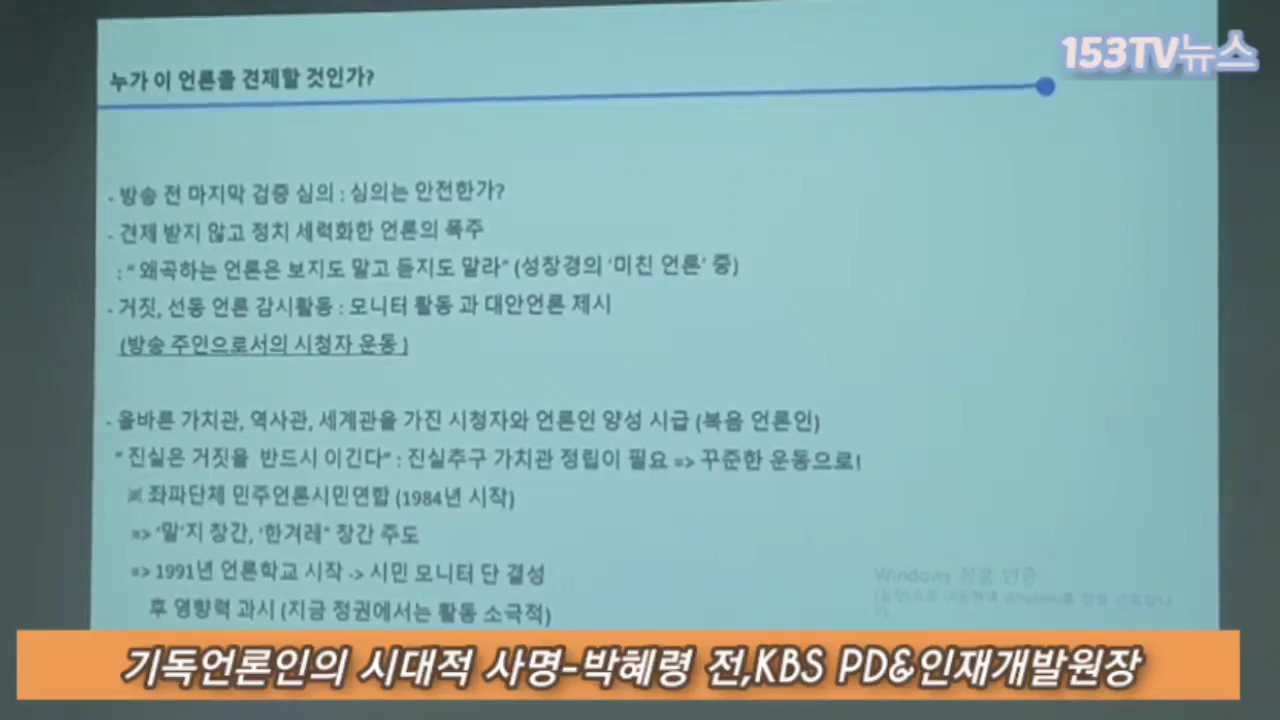 153TV뉴스
누가 이 언론을 견제할 것인가?
- 방송 전 마지막 검증 심의 : 심의는 안전한가?
- 견제 받지 않고 정치 세력화한 언론의 폭주
: “ 왜곡하는 언론은 보지도 말고 듣지도 말라” (성창경의 ‘미친 언론’ 중)
- 거짓, 선동 언론 감시활동 : 모니터 활동 과 대안언론 제시
(방송 주인으로서의 시청자 운동 )
- 올바른 가치관, 역사관, 세계관을 가진 시청자와 언론인 양성 시급 (복음 언론인)
“ 진실은 거짓을 반드시 이긴다” : 진실추구 가치관 정립이 필요 => 꾸준한 운동으로!
※ 좌파단체 민주언론시민연합 (1984년 시작)
=> ‘말’지 창간, ‘한겨레” 창간 주도
=> 1991년 언론학교 시작 -> 시민 모니터 단 결성
후 영향력 과시 (지금 정권에서는 활동 소극적)
Windows 정품 인증
기독언론인의 시대적 사명-박혜령 전,KBS PD&인재개발원장